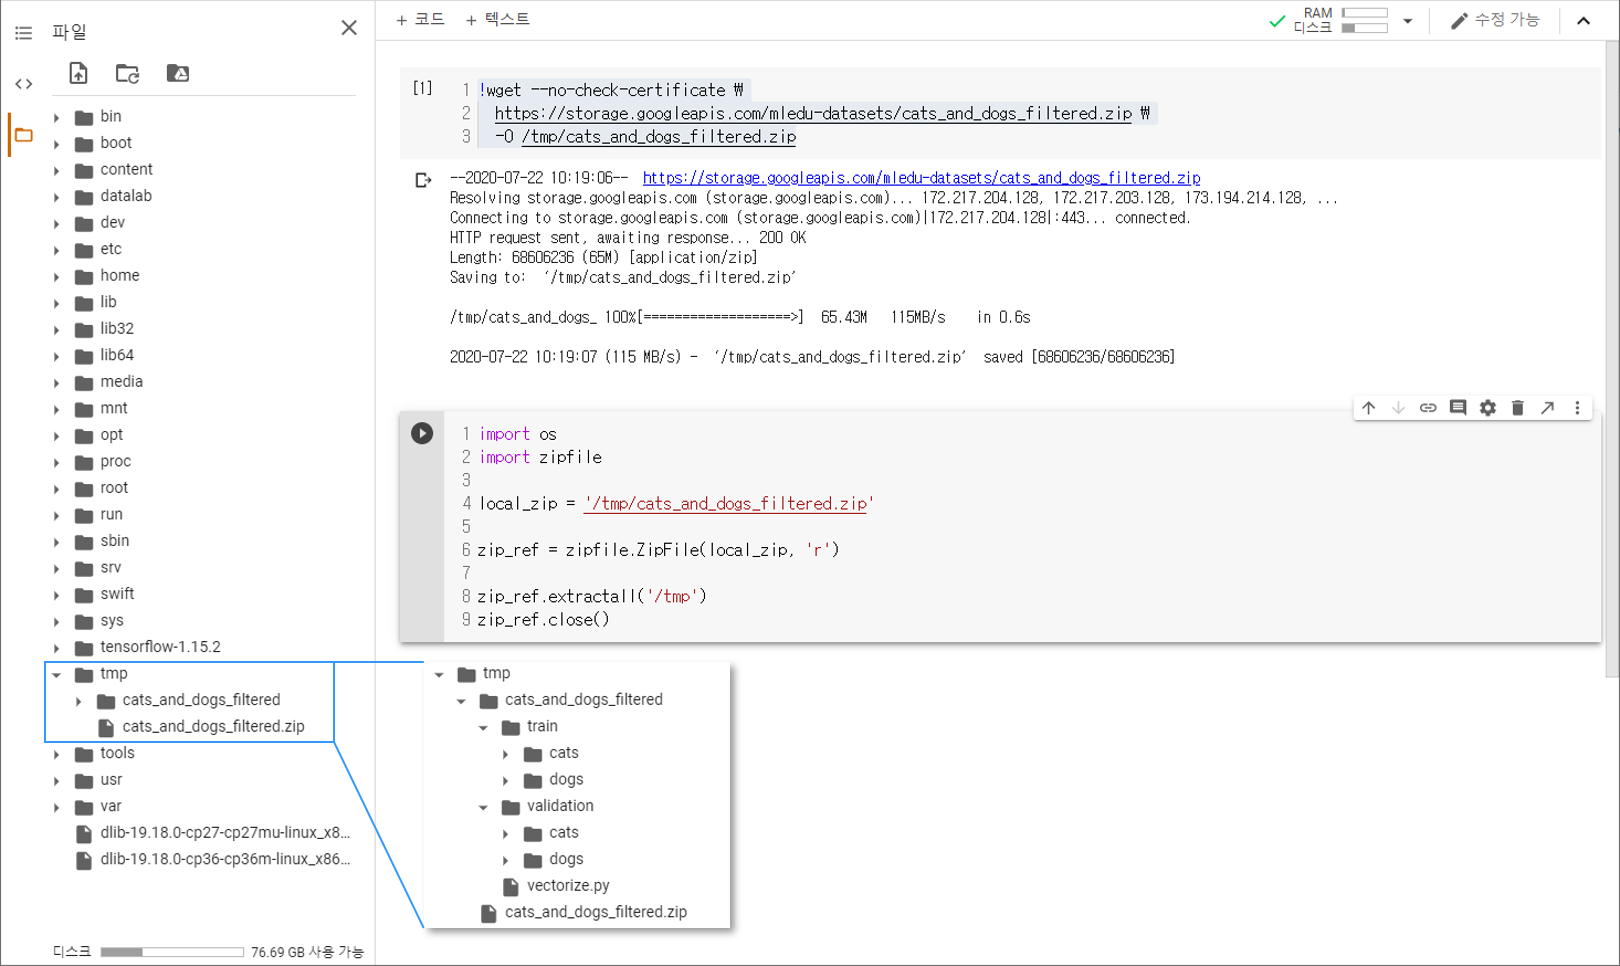 파일
bin
boot
content
datalab
dev
etc
home
lib
lib32
lib64
media
mnt
opt
proc
root
run
sbin
srv
swift
sys
tensorflow-1.15.2
tmp
cats_and_dogs_filtered
cats_and_dogs_filtered.zip
tools
usr
var
dlib-19.18.0-cp27-cp27mu-linux_x8...
dlib-19.18.0-cp36-cp36m-linux_x86...
디스크 76.69 GB 사용 가능
+ 코드 + 텍스트
RAM
디스크
수정 가능
[1]
1 !wget --no-check-certificate ₩
2 https://storage.googleapis.com/mledu-datasets/cats_and_dogs_filtered.zip ₩
3 -O /tmp/cats_and_dogs_filtered.zip
--2020-07-22 10:19:06-- https://storage.googleapis.com/mledu-datasets/cats_and_dogs_filtered.zip
Resolving storage.googleapis.com (storage.googleapis.com)... 172.217.204.128, 172.217.203.128, 173.194.214.128, ...
Connecting to storage.googleapis.com (storage.googleapis.com)|172.217.204.128|:443... connected.
HTTP request sent, awaiting response... 200 OK
Length: 68606236 (65M) [application/zip]
Saving to: ‘/tmp/cats_and_dogs_filtered.zip’
/tmp/cats_and_dogs_ 100%[===================>] 65.43M 115MB/s in 0.6s
2020-07-22 10:19:07 (115 MB/s) - ‘/tmp/cats_and_dogs_filtered.zip’ saved [68606236/68606236]
1 import os
2 import zipfile
3
4 local_zip = '/tmp/cats_and_dogs_filtered.zip'
5
6 zip_ref = zipfile.ZipFile(local_zip, 'r')
7
8 zip_ref.extractall('/tmp')
9 zip_ref.close()
tmp
cats_and_dogs_filtered
train
cats
dogs
validation
cats
dogs
vectorize.py
cats_and_dogs_filtered.zip